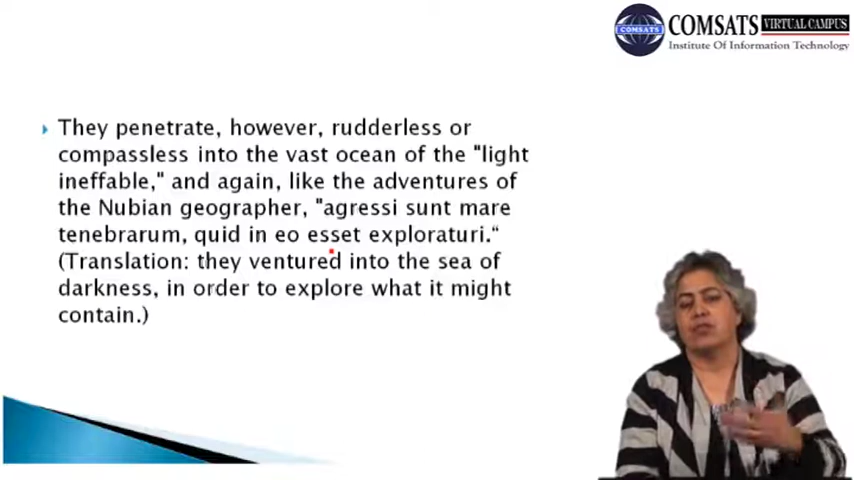 COMSATS VIRTUAL CAMPUS
Institute Of Information Technology
COMSATS
They penetrate, however, rudderless or
compassless into the vast ocean of the "light
ineffable," and again, like the adventures of
the Nubian geographer, "agressi sunt mare
tenebrarum, quid in eo esset exploraturi.“
(Translation: they ventured into the sea of
darkness, in order to explore what it might
contain.)